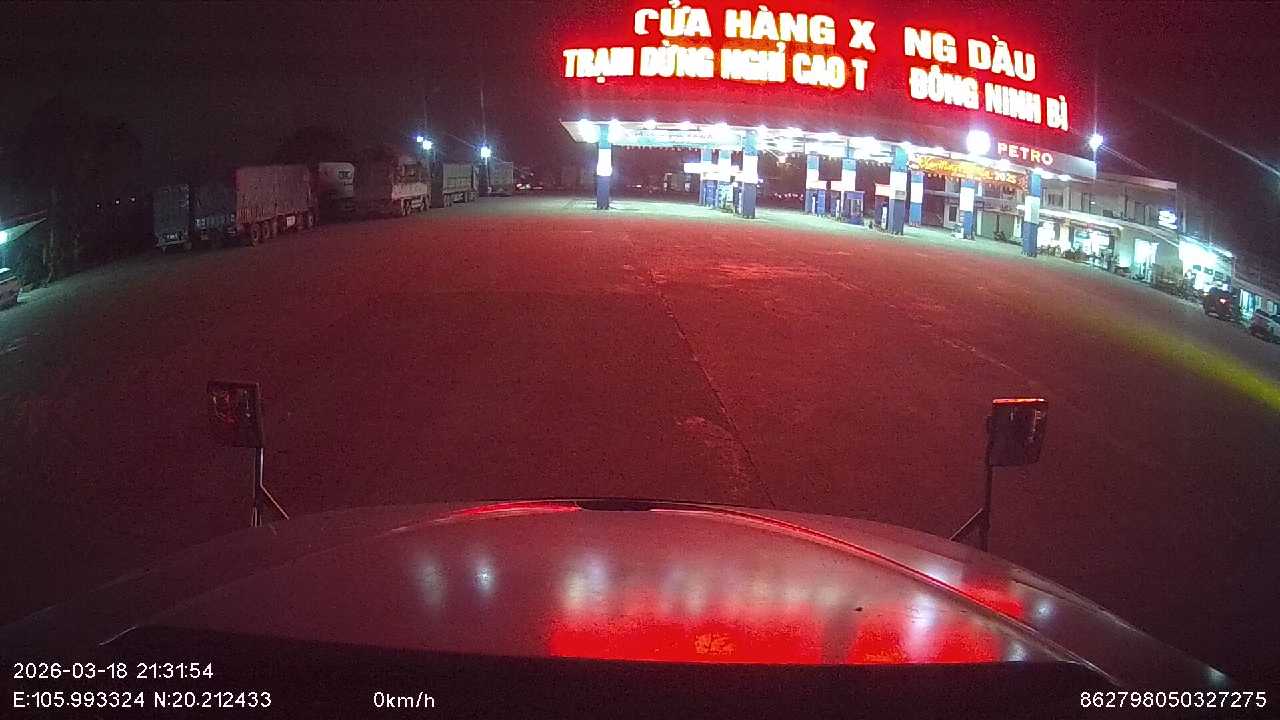 CỬA HÀNG X NG DẦU
TRẠM DỪNG NGHỈ CAO T ĐÔNG NINH BÌ
PETRO
2026-03-18 21:31:54
E:105.993324 N:20.212433
0km/h
862798050327275